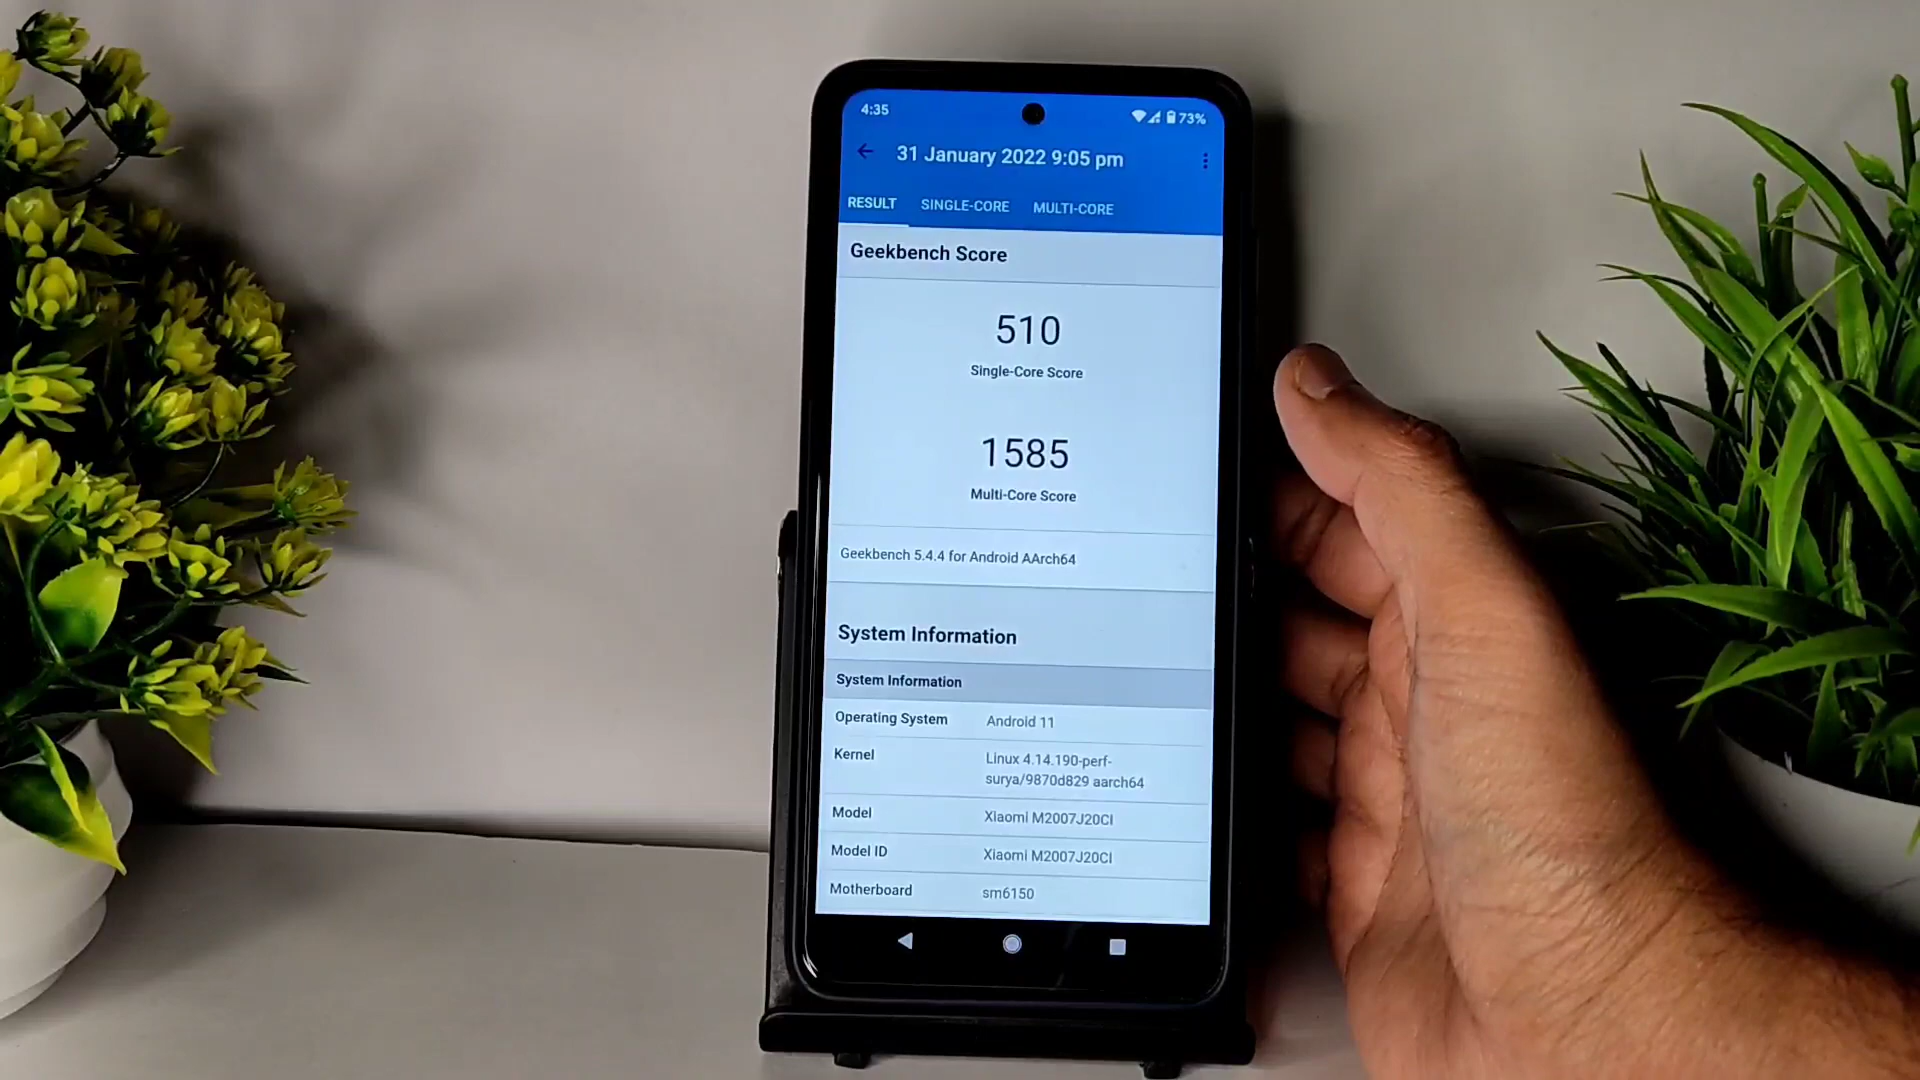 4:35
73%
31 January 2022 9:05 pm
RESULT SINGLE-CORE MULTI-CORE
Geekbench Score
510
Single-Core Score
1585
Multi-Core Score
Geekbench 5.4.4 for Android AArch64
System Information
System Information
Operating System Android 11
Kernel Linux 4.14.190-perf-
surya/9870d829 aarch64
Model Xiaomi M2007J20CI
Model ID Xiaomi M2007J20CI
Motherboard sm6150